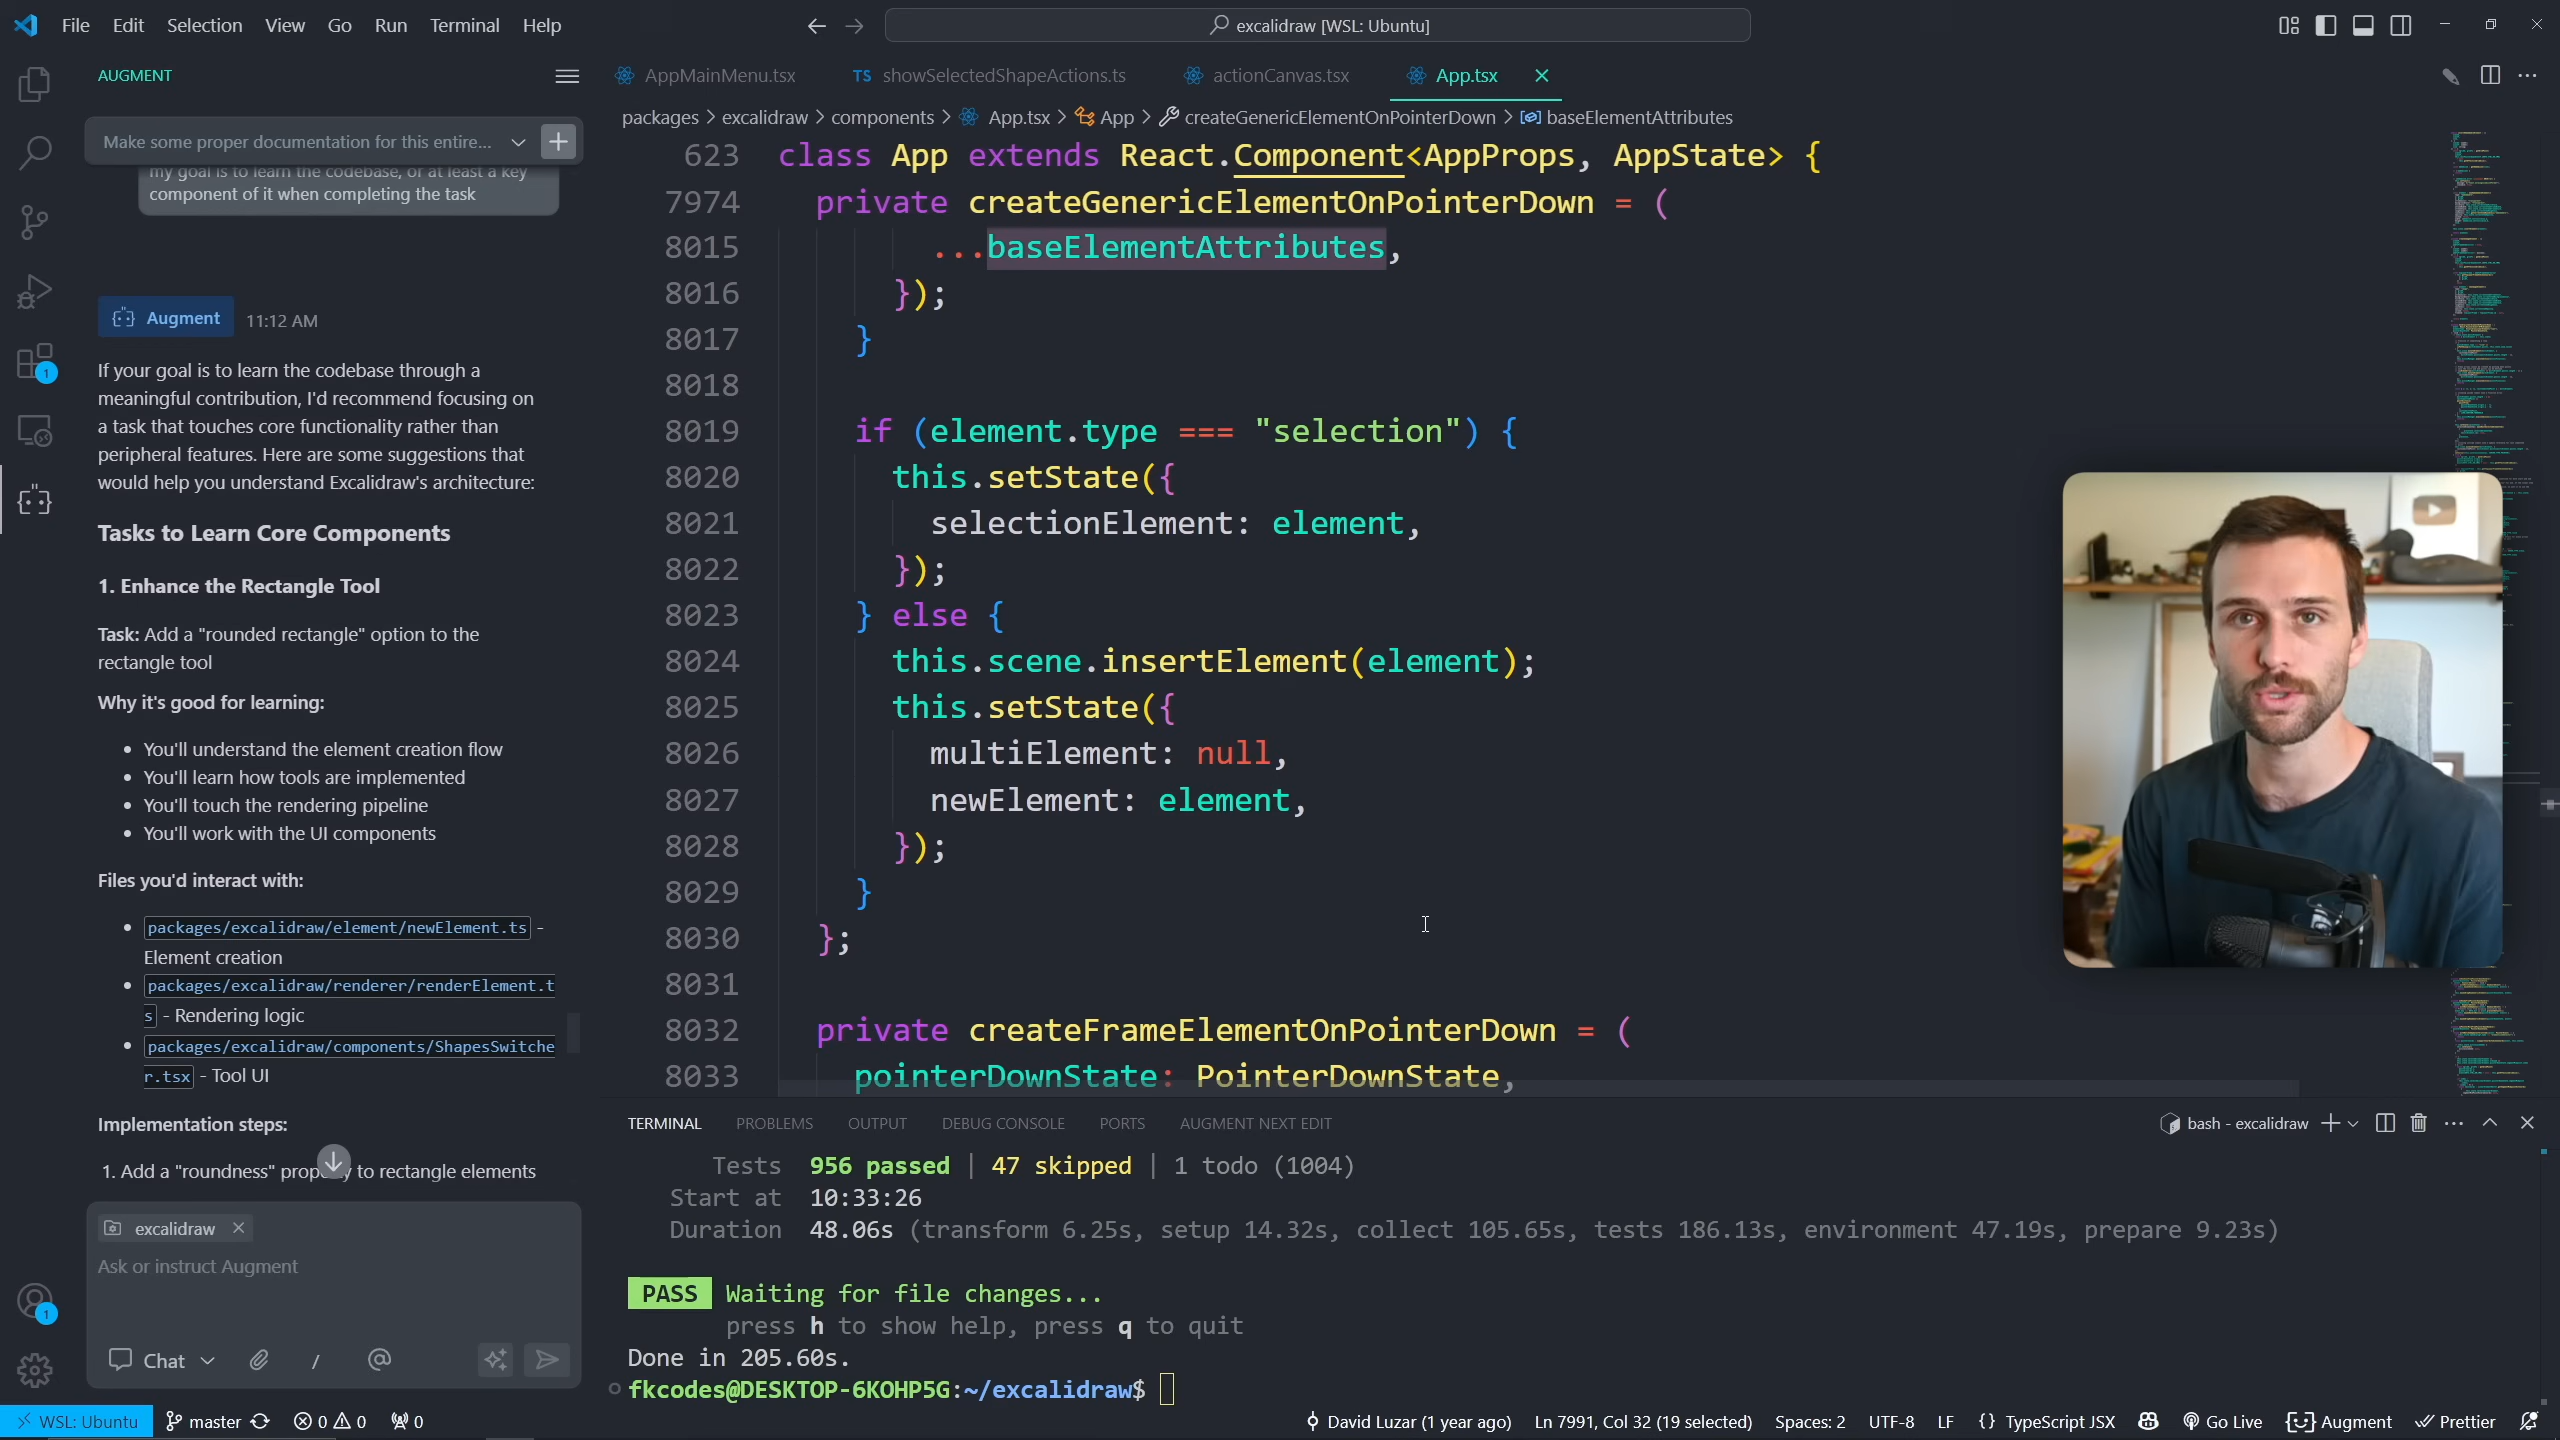 File Edit Selection View Go Run Terminal Help
excalidraw [WSL: Ubuntu]
AUGMENT
AppMainMenu.tsx
TS showSelectedShapeActions.ts
actionCanvas.tsx
App.tsx
Make some proper documentation for this entire...
packages > excalidraw > components > App.tsx > App > createGenericElementOnPointerDown > baseElementAttributes
my goal is to learn the codebase, or at least a key
component of it when completing the task
Augment 11:12 AM
If your goal is to learn the codebase through a
meaningful contribution, I'd recommend focusing on
a task that touches core functionality rather than
peripheral features. Here are some suggestions that
would help you understand Excalidraw's architecture:
Tasks to Learn Core Components
1. Enhance the Rectangle Tool
Task: Add a "rounded rectangle" option to the
rectangle tool
Why it's good for learning:
• You'll understand the element creation flow
• You'll learn how tools are implemented
• You'll touch the rendering pipeline
• You'll work with the UI components
Files you'd interact with:
• packages/excalidraw/element/newElement.ts -
Element creation
• packages/excalidraw/renderer/renderElement.t
s - Rendering logic
• packages/excalidraw/components/ShapesSwitche
r.tsx - Tool UI
Implementation steps:
1. Add a "roundness" property to rectangle elements
excalidraw
Ask or instruct Augment
Chat / @
623 class App extends React.Component<AppProps, AppState> {
7974 private createGenericElementOnPointerDown = (
8015 ...baseElementAttributes,
8016 });
8017 }
8018
8019 if (element.type === "selection") {
8020 this.setState({
8021 selectionElement: element,
8022 });
8023 } else {
8024 this.scene.insertElement(element);
8025 this.setState({
8026 multiElement: null,
8027 newElement: element,
8028 });
8029 }
8030 };
8031
8032 private createFrameElementOnPointerDown = (
8033 pointerDownState: PointerDownState,
TERMINAL PROBLEMS OUTPUT DEBUG CONSOLE PORTS AUGMENT NEXT EDIT
bash - excalidraw
Tests 956 passed | 47 skipped | 1 todo (1004)
Start at 10:33:26
Duration 48.06s (transform 6.25s, setup 14.32s, collect 105.65s, tests 186.13s, environment 47.19s, prepare 9.23s)
PASS Waiting for file changes...
press h to show help, press q to quit
Done in 205.60s.
fkcodes@DESKTOP-6KOHP5G:~/excalidraw$
1
1
WSL: Ubuntu master 0 0 0
David Luzar (1 year ago) Ln 7991, Col 32 (19 selected) Spaces: 2 UTF-8 LF {} TypeScript JSX Go Live Augment Prettier